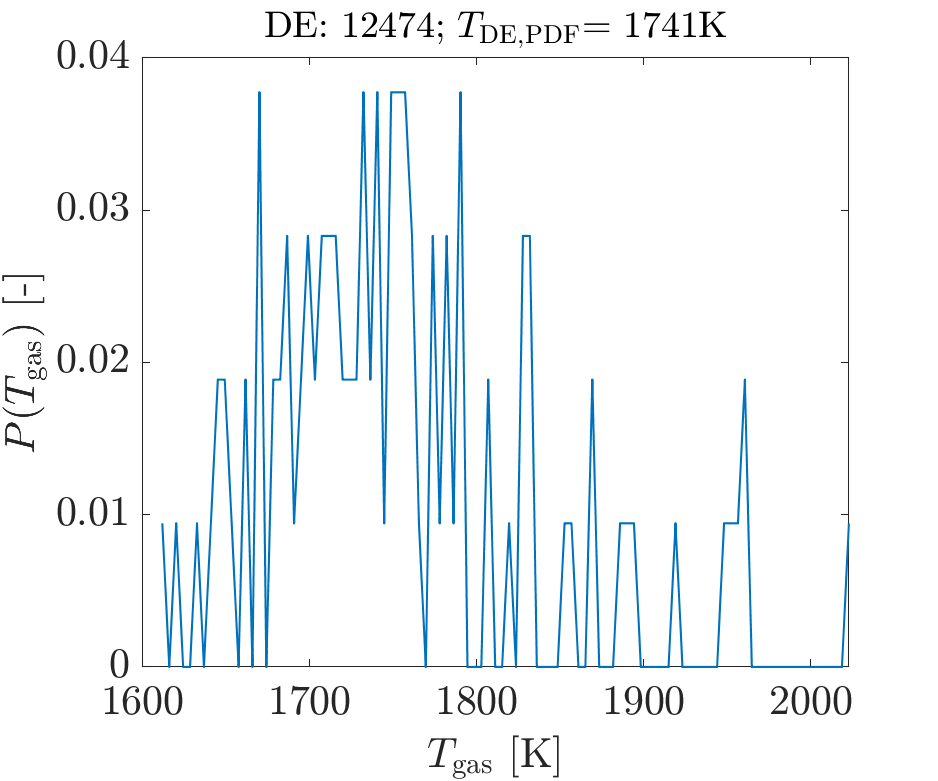 DE: 12474; T_DE,PDF= 1741K
0.04
0.03
0.02
0.01
0
P(T_gas) [-]
1600 1700 1800 1900 2000
T_gas [K]